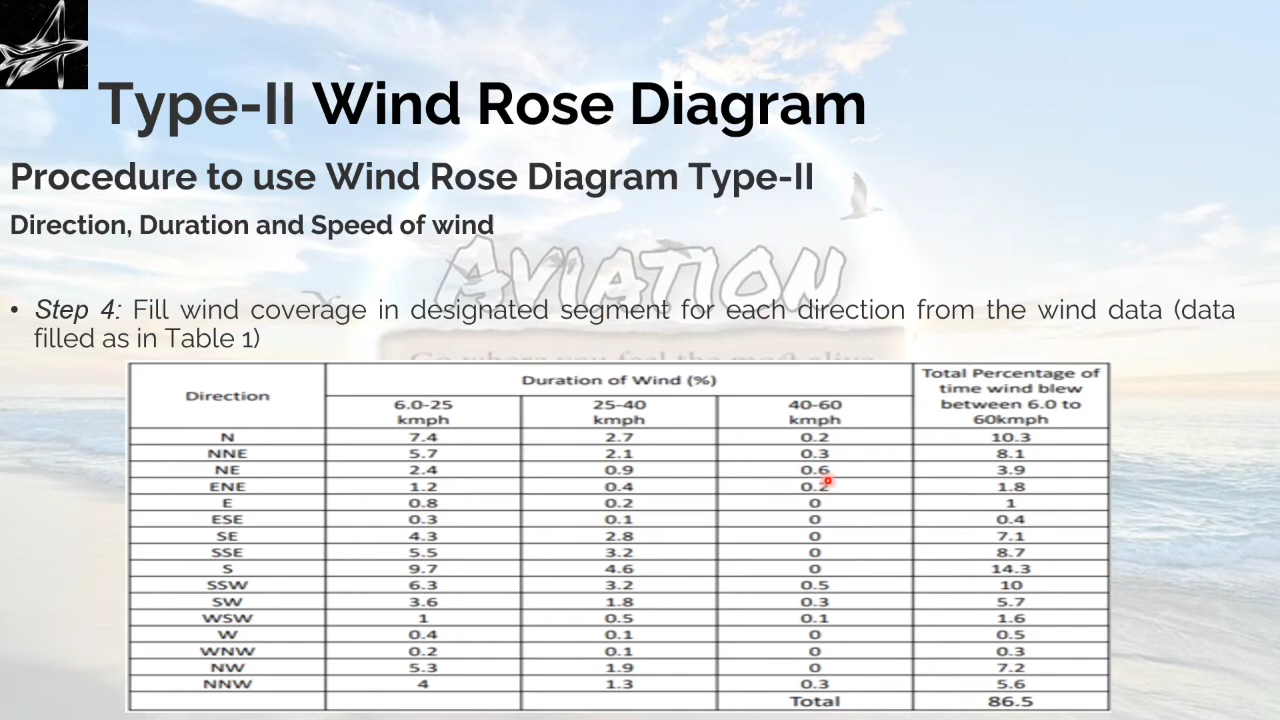 Type-II Wind Rose Diagram
Procedure to use Wind Rose Diagram Type-II
Direction, Duration and Speed of wind
AVIATION
• Step 4: Fill wind coverage in designated segment for each direction from the wind data (data
filled as in Table 1)
Go where you feel the most alive
Direction Duration of Wind (%) Total Percentage of
time wind blew
between 6.0 to
60kmph
6.0-25
kmph
25-40
kmph
40-60
kmph
N 7.4 2.7 0.2 10.3
NNE 5.7 2.1 0.3 8.1
NE 2.4 0.9 0.6 3.9
ENE 1.2 0.4 0.2 1.8
E 0.8 0.2 0 1
ESE 0.3 0.1 0 0.4
SE 4.3 2.8 0 7.1
SSE 5.5 3.2 0 8.7
S 9.7 4.6 0 14.3
SSW 6.3 3.2 0.5 10
SW 3.6 1.8 0.3 5.7
WSW 1 0.5 0.1 1.6
W 0.4 0.1 0 0.5
WNW 0.2 0.1 0 0.3
NW 5.3 1.9 0 7.2
NNW 4 1.3 0.3 5.6
Total 86.5